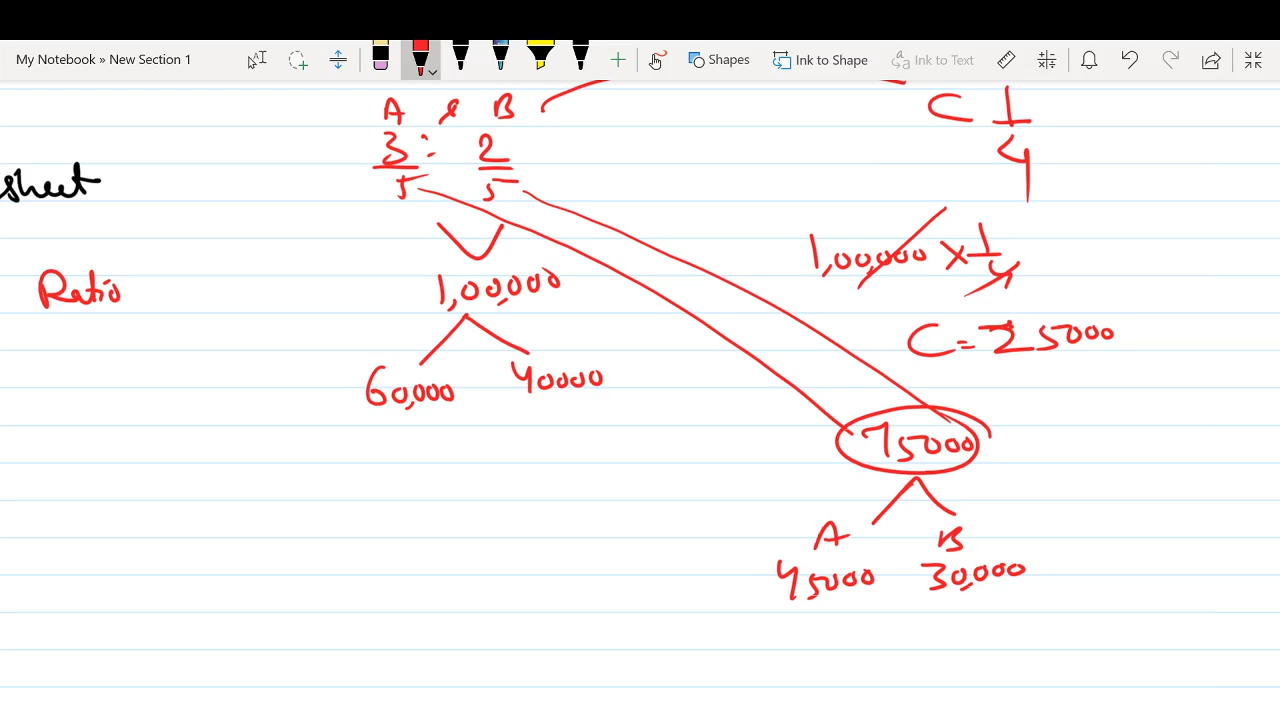 My Notebook » New Section 1
Shapes
Ink to Shape
Ink to Text
A & B
3/5 : 2/5
C 1/4
sheet
1,00,000 × 1/4
Ratio
1,00,000
C = 25000
60,000 40000
75000
A B
45000 30,000